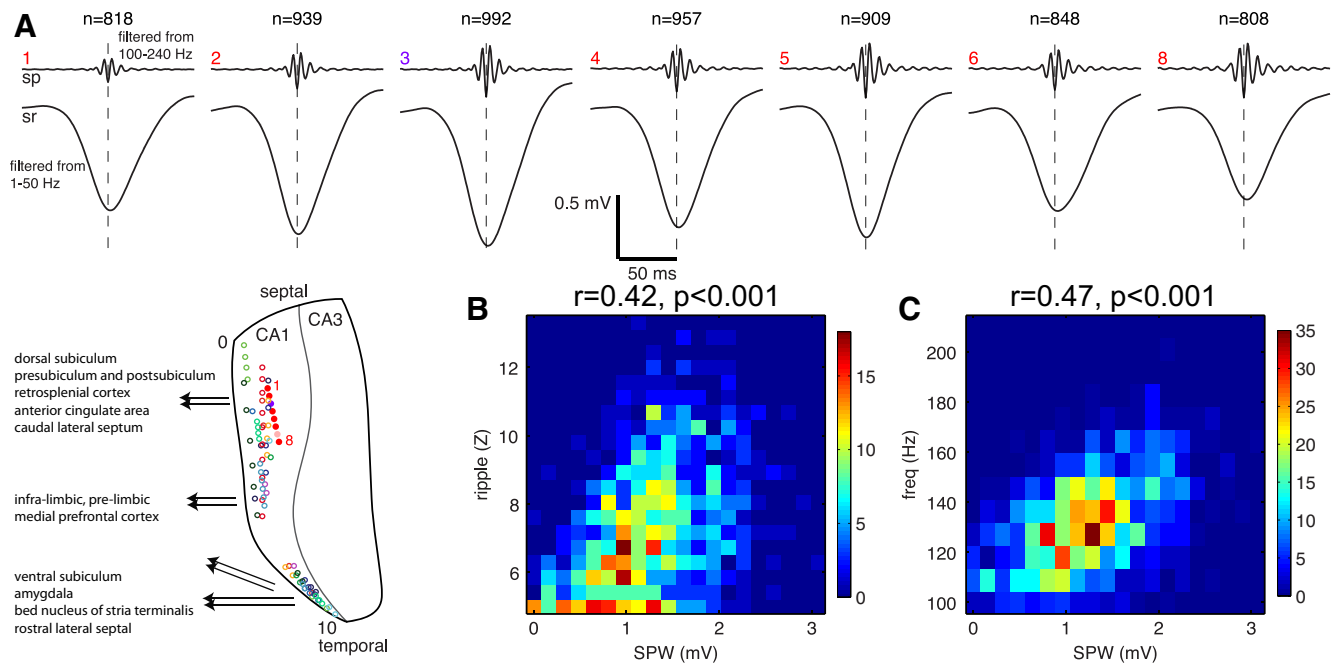 A
n=818
n=939
n=992
n=957
n=909
n=848
n=808
1
filtered from
100-240 Hz
2
3
4
5
6
8
sp
sr
filtered from
1-50 Hz
0.5 mV
50 ms
septal
CA1
CA3
0
1
8
10
temporal
dorsal subiculum
presubiculum and postsubiculum
retrosplenial cortex
anterior cingulate area
caudal lateral septum
infra-limbic, pre-limbic
medial prefrontal cortex
ventral subiculum
amygdala
bed nucleus of stria terminalis
rostral lateral septal
B
r=0.42, p<0.001
ripple (Z)
12
10
8
6
0
1
2
3
SPW (mV)
15
10
5
0
C
r=0.47, p<0.001
freq (Hz)
200
180
160
140
120
100
0
1
2
3
SPW (mV)
35
30
25
20
15
10
5
0